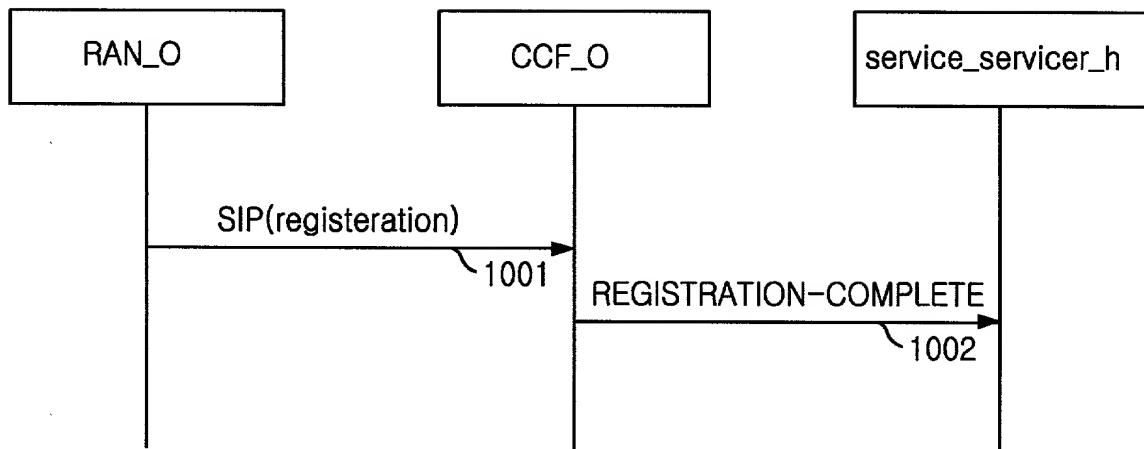 RAN_O
CCF_O
service_servicer_h
SIP(registeration)
1001
REGISTRATION-COMPLETE
1002